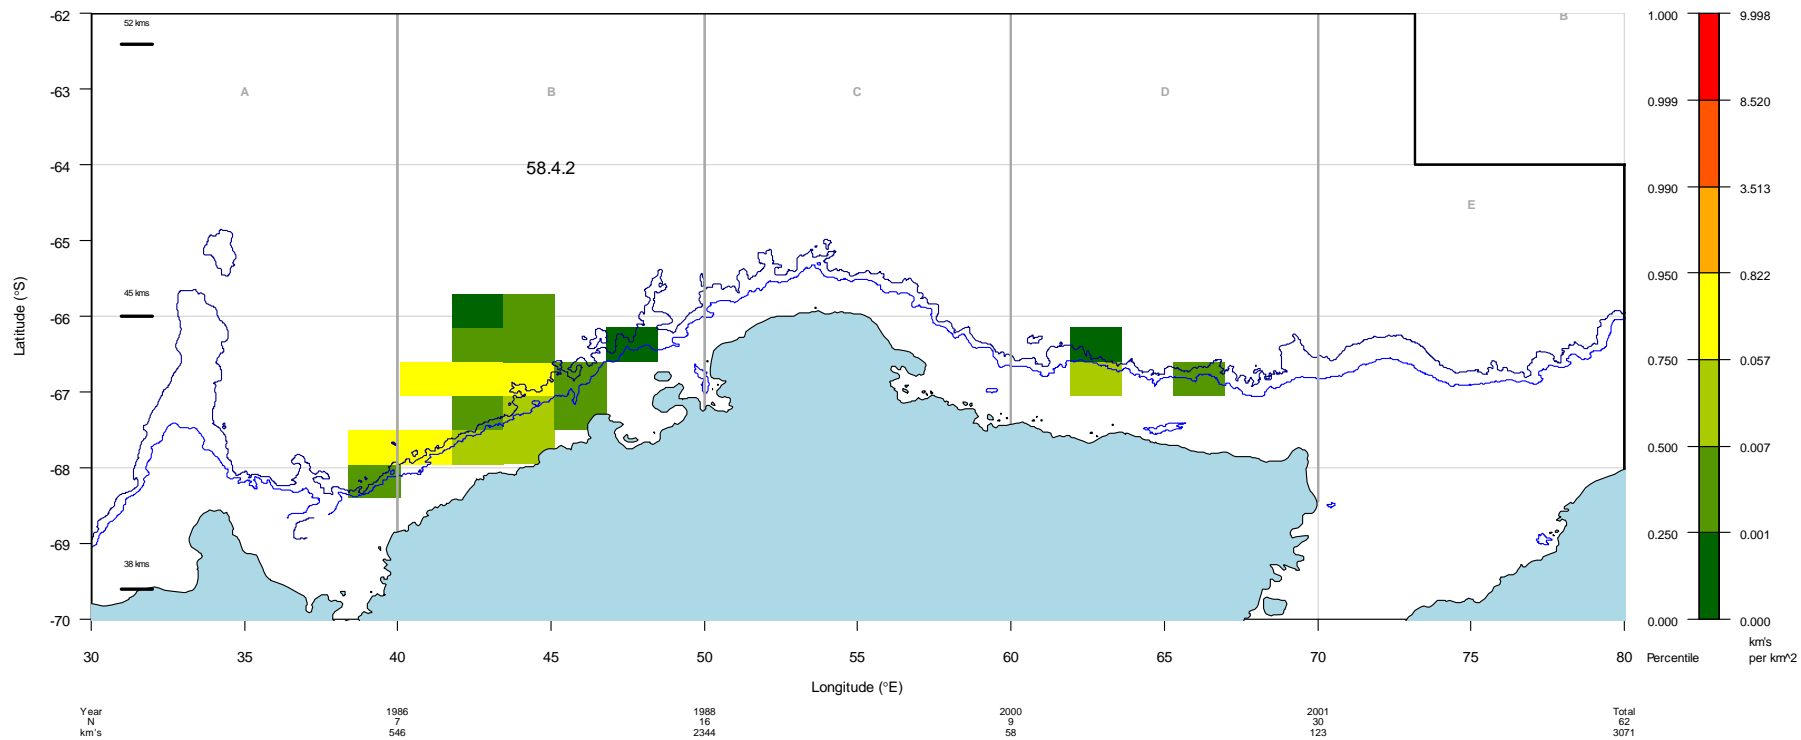 -62
52 kms
B
1.000
9.998
-63
A
B
C
D
0.999
8.520
-64
58.4.2
0.990
3.513
E
-65
0.950
0.822
45 kms
-66
0.750
0.057
-67
0.500
0.007
-68
0.250
0.001
-69
38 kms
-70
0.000
0.000
Latitude (°S)
30
35
40
45
50
55
60
65
70
75
80
Percentile
km's
per km^2
Longitude (°E)
Year 1986 1988 2000 2001 Total
N 7 16 9 30 62
km's 546 2344 58 123 3071